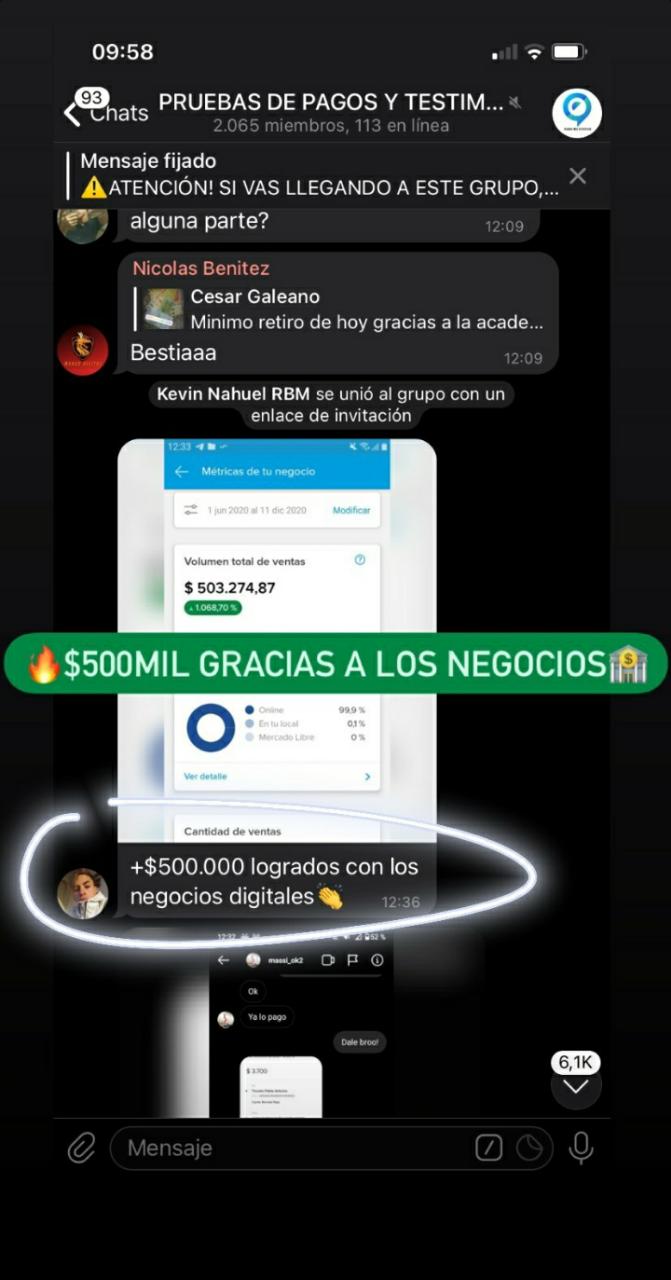 09:58
93
Chats
PRUEBAS DE PAGOS Y TESTIM...
2.065 miembros, 113 en línea
Mensaje fijado
⚠️ATENCIÓN! SI VAS LLEGANDO A ESTE GRUPO,...
alguna parte?
12:09
Nicolas Benitez
Cesar Galeano
Minimo retiro de hoy gracias a la acade...
Bestiaaa
12:09
Kevin Nahuel RBM se unió al grupo con un
enlace de invitación
12:33
Métricas de tu negocio
1 jun 2020 al 11 dic 2020 Modificar
Volumen total de ventas
$ 503.274,87
1.068,70 %
🔥$500MIL GRACIAS A LOS NEGOCIOS🏦
Online 99,9 %
En tu local 0,1 %
Mercado Libre 0 %
Ver detalle
Cantidad de ventas
+$500.000 logrados con los
negocios digitales👏
12:36
12:32 52 %
massi_ok2
Ok
Ya lo pago
Dale broo!
$ 3.700
6,1K
Mensaje